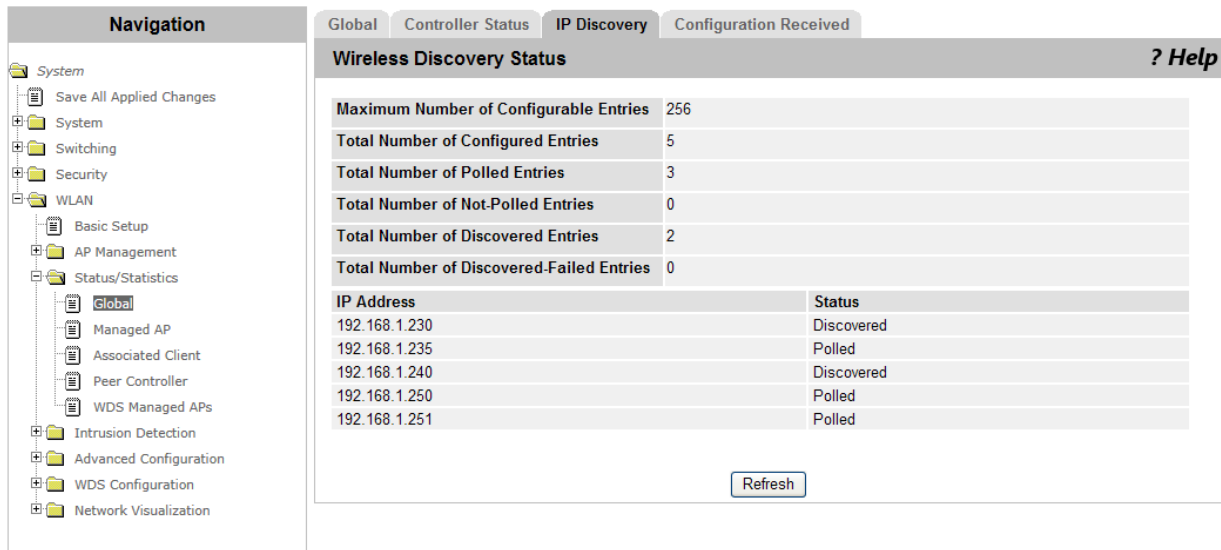 Navigation
System
Save All Applied Changes
System
Switching
Security
WLAN
Basic Setup
AP Management
Status/Statistics
Global
Managed AP
Associated Client
Peer Controller
WDS Managed APs
Intrusion Detection
Advanced Configuration
WDS Configuration
Network Visualization
Global Controller Status IP Discovery Configuration Received
Wireless Discovery Status ? Help
Maximum Number of Configurable Entries 256
Total Number of Configured Entries 5
Total Number of Polled Entries 3
Total Number of Not-Polled Entries 0
Total Number of Discovered Entries 2
Total Number of Discovered-Failed Entries 0
IP Address Status
192.168.1.230 Discovered
192.168.1.235 Polled
192.168.1.240 Discovered
192.168.1.250 Polled
192.168.1.251 Polled
Refresh